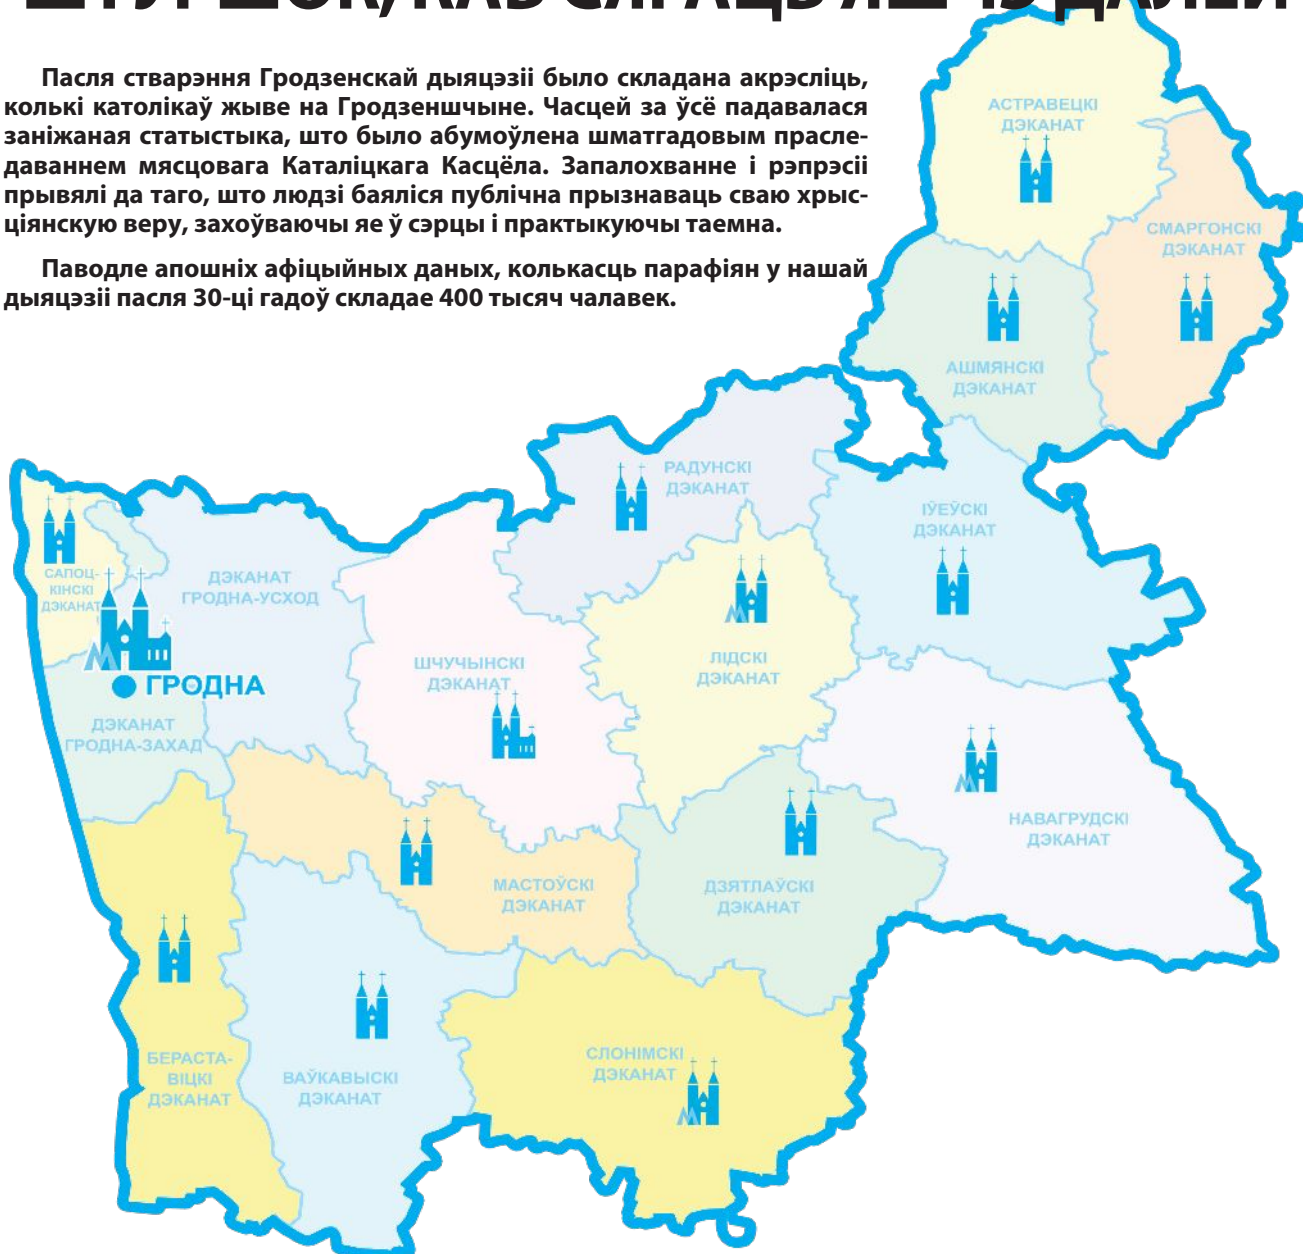 Пасля стварэння Гродзенскай дыяцэзіі было складана акрэсліць,
колькі католікаў жыве на Гродзеншчыне. Часцей за ўсё падавалася
заніжаная статыстыка, што было абумоўлена шматгадовым прасле-
даваннем мясцовага Каталіцкага Касцёла. Запалохванне і рэпрэсіі
прывялі да таго, што людзі баяліся публічна прызнаваць сваю хрыс-
ціянскую веру, захоўваючы яе ў сэрцы і практыкуючы таемна.
Паводле апошніх афіцыйных даных, колькасць парафіян у нашай
дыяцэзіі пасля 30-ці гадоў складае 400 тысяч чалавек.
АСТРАВЕЦКІ
ДЭКАНАТ
СМАРГОНСКІ
ДЭКАНАТ
АШМЯНСКІ
ДЭКАНАТ
РАДУНСКІ
ДЭКАНАТ
ІЎЕЎСКІ
ДЭКАНАТ
САПОЦ-
КІНСКІ
ДЭКАНАТ
ДЭКАНАТ
ГРОДНА-УСХОД
ШЧУЧЫНСКІ
ДЭКАНАТ
ЛІДСКІ
ДЭКАНАТ
ГРОДНА
ДЭКАНАТ
ГРОДНА-ЗАХАД
НАВАГРУДСКІ
ДЭКАНАТ
МАСТОЎСКІ
ДЭКАНАТ
ДЗЯТЛАЎСКІ
ДЭКАНАТ
БЕРАСТА-
ВІЦКІ
ДЭКАНАТ
ВАЎКАВЫСКІ
ДЭКАНАТ
СЛОНІМСКІ
ДЭКАНАТ